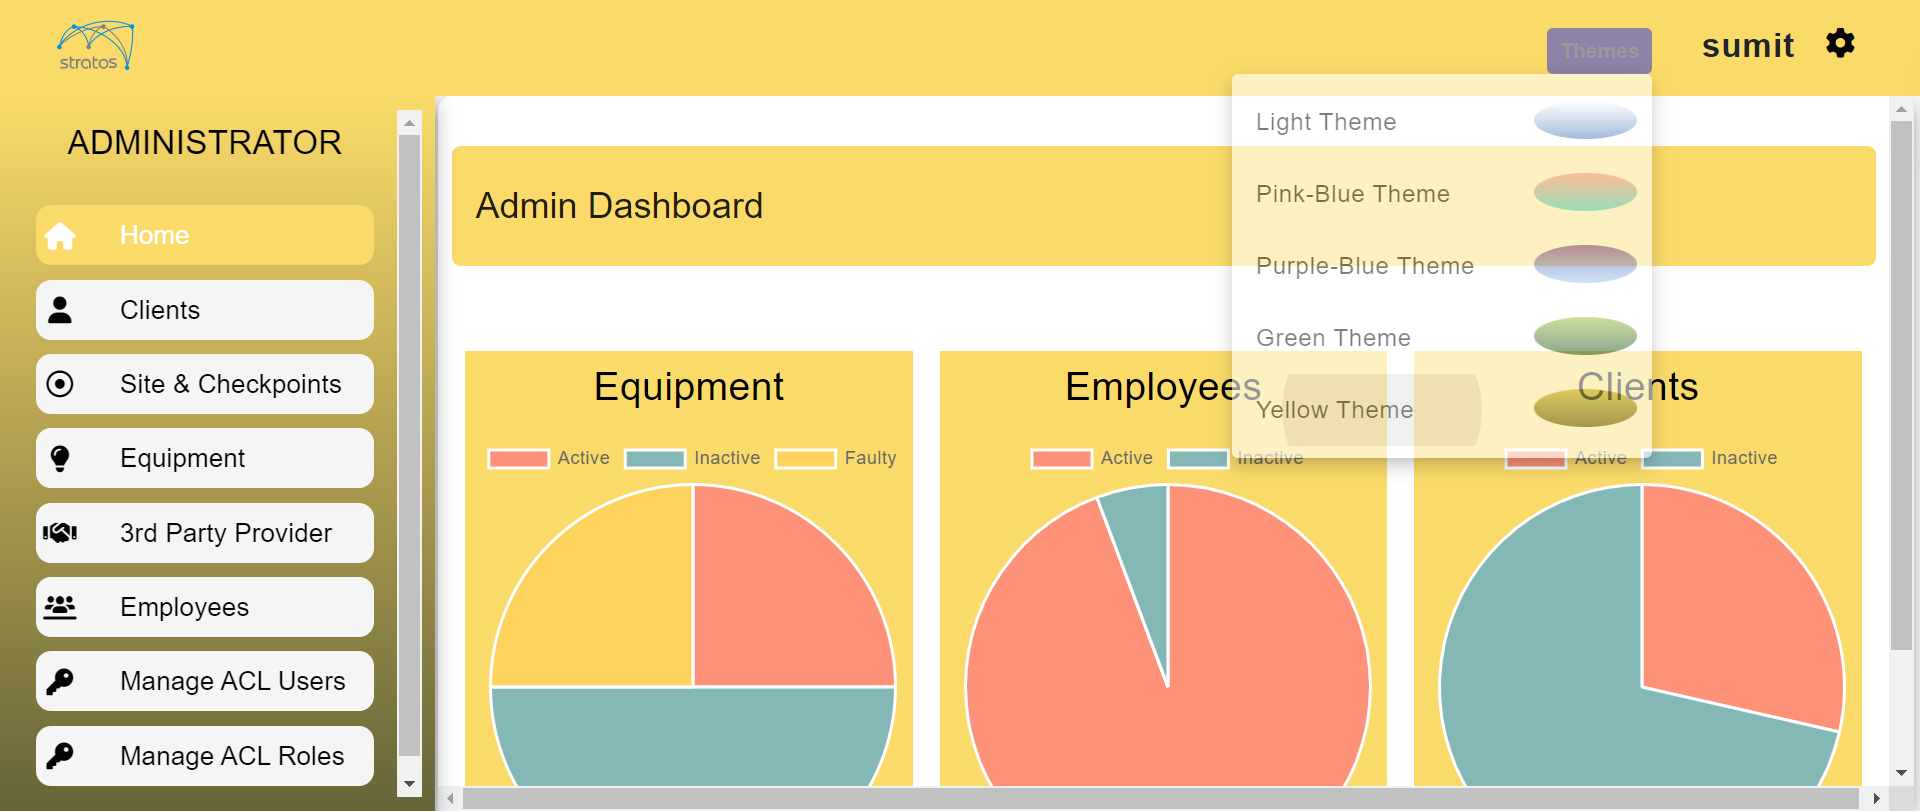 stratos
Themes
sumit
ADMINISTRATOR
Home
Clients
Site & Checkpoints
Equipment
3rd Party Provider
Employees
Manage ACL Users
Manage ACL Roles
Admin Dashboard
Light Theme
Pink-Blue Theme
Purple-Blue Theme
Green Theme
Yellow Theme
Equipment
Active Inactive Faulty
Employees
Active Inactive
Clients
Active Inactive